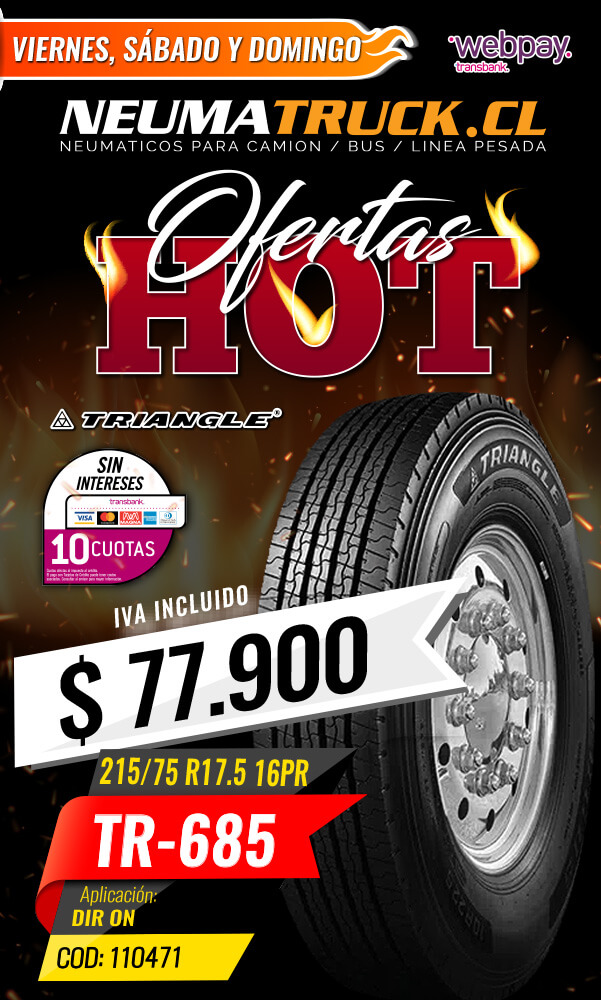 VIERNES, SÁBADO Y DOMINGO
webpay.
transbank.
NEUMATRUCK.CL
NEUMATICOS PARA CAMION / BUS / LINEA PESADA
Ofertas
HOT
TRIANGLE®
TRIANGLE
SIN
INTERESES
transbank.
VISA
10 CUOTAS
IVA INCLUIDO
$ 77.900
215/75 R17.5 16PR
TR-685
Aplicación:
DIR ON
COD: 110471